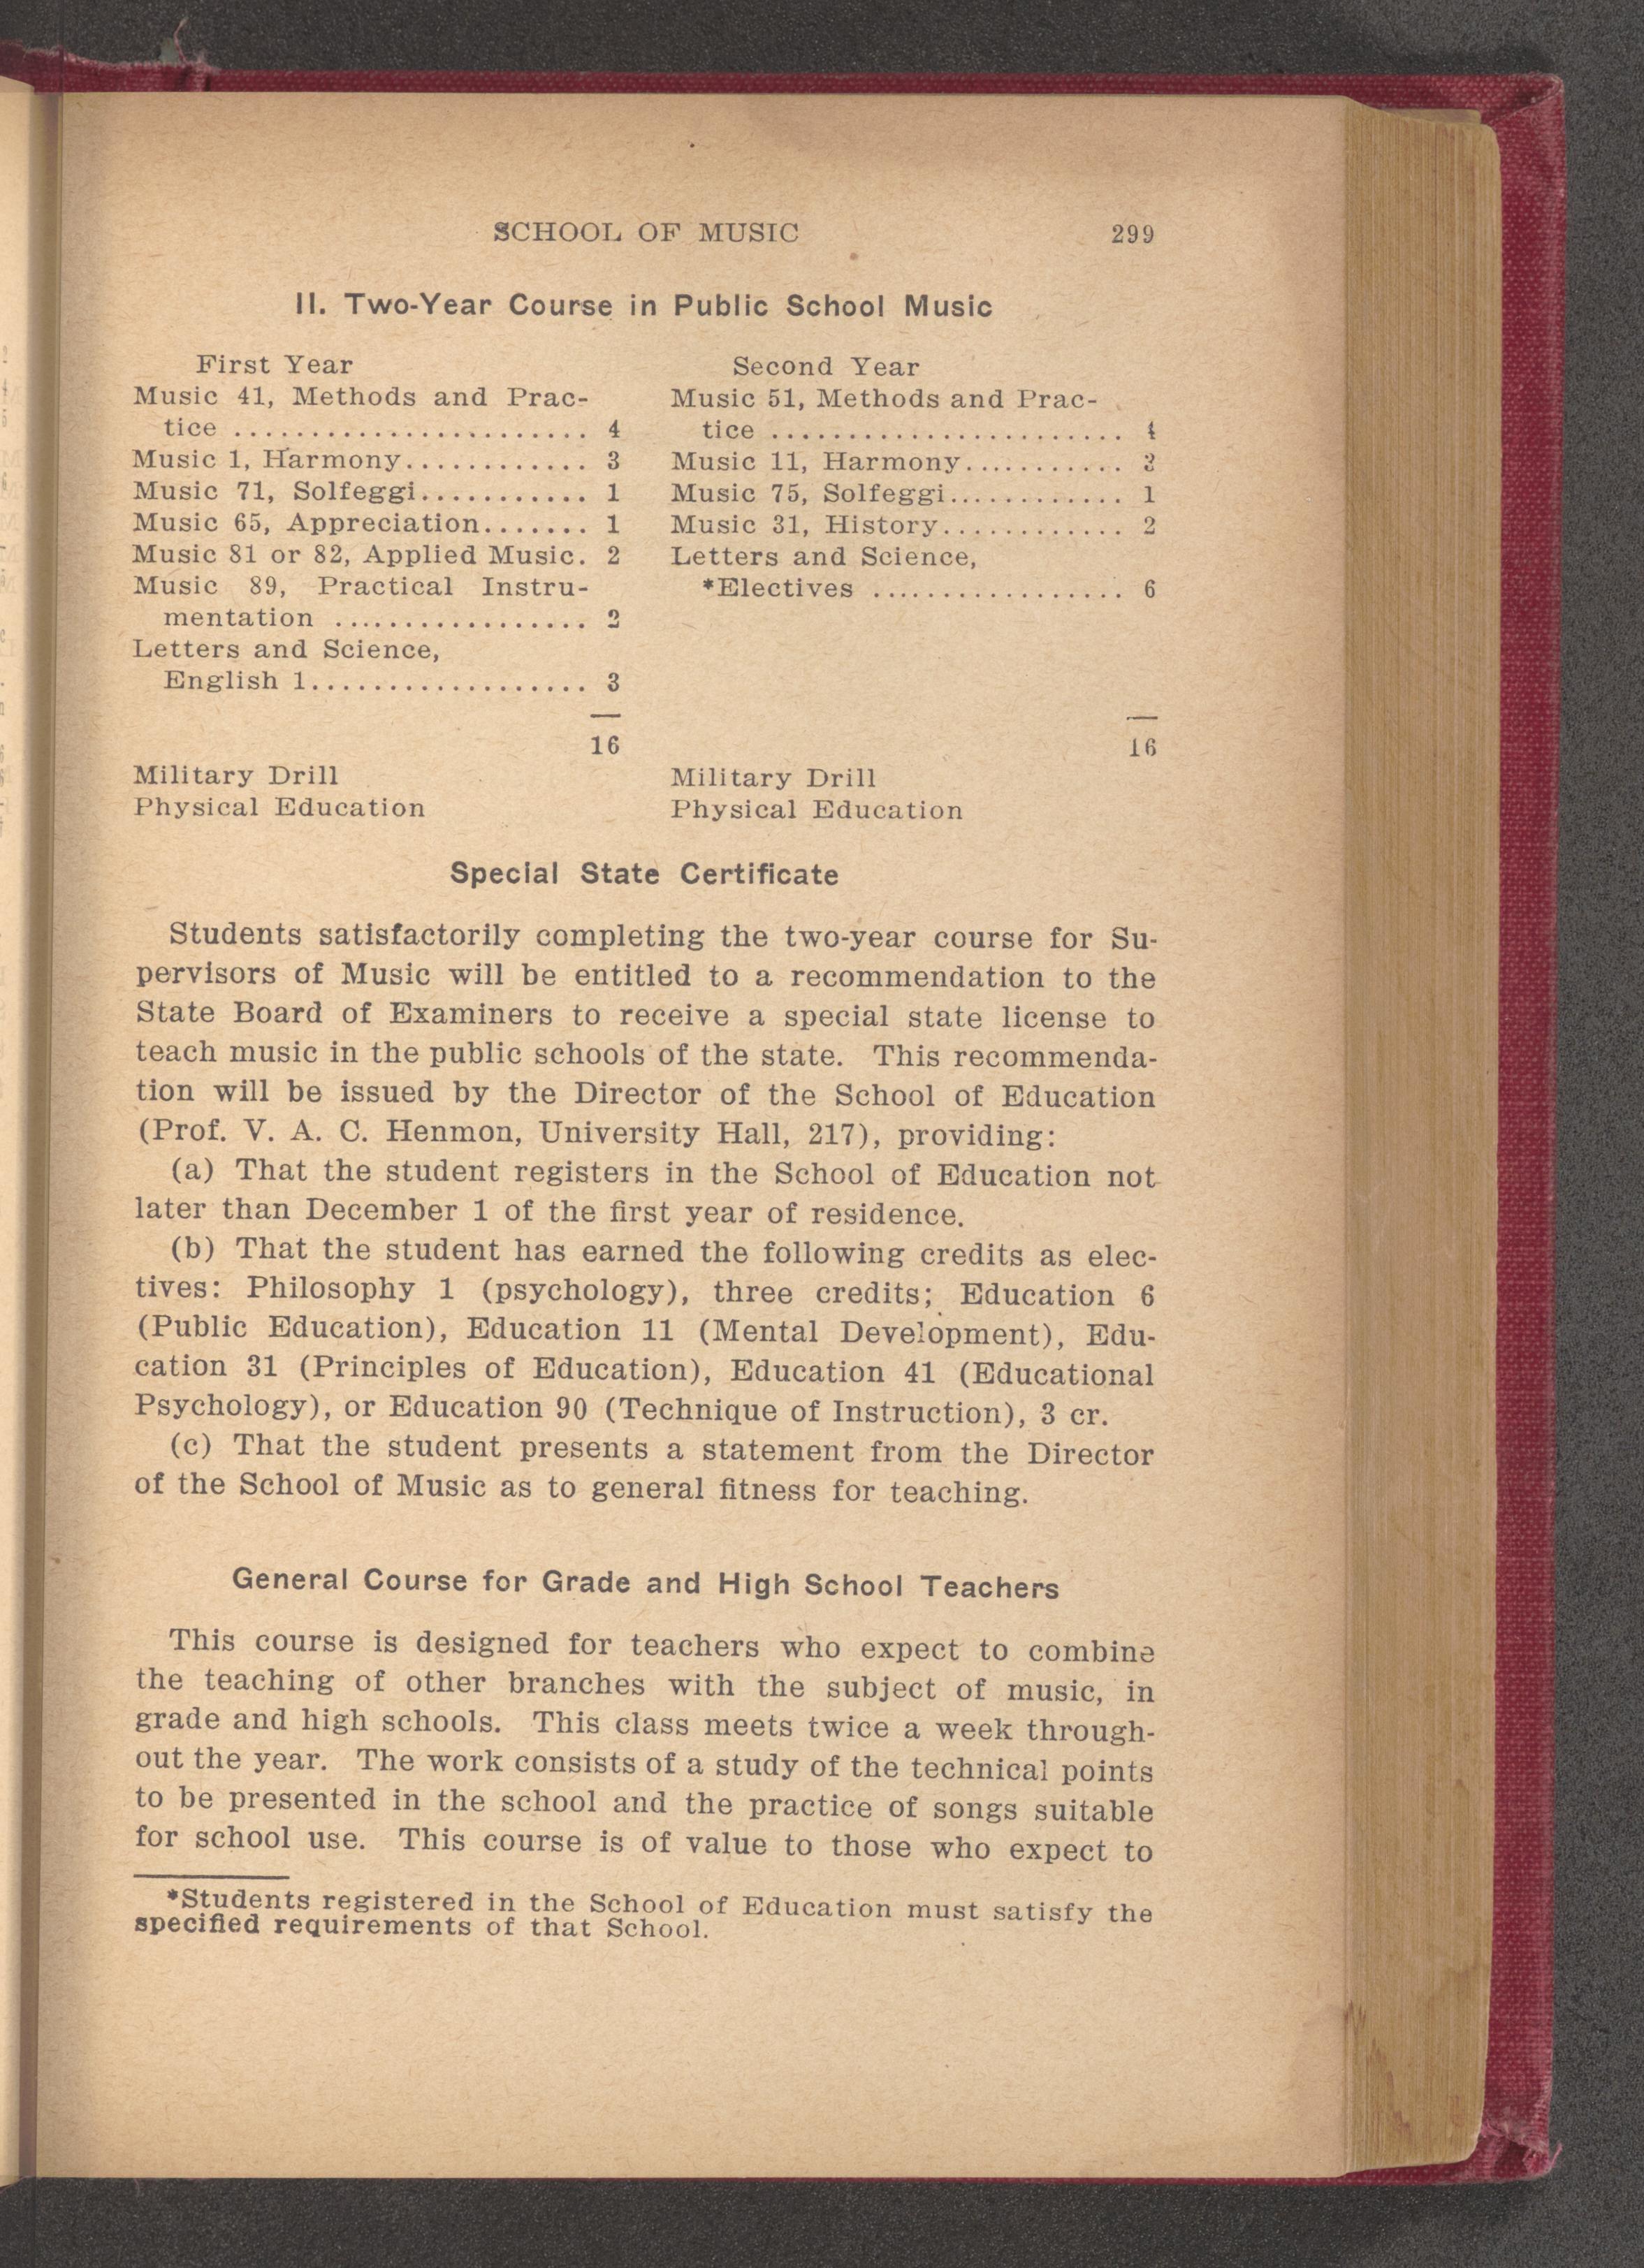 SCHOOL OF MUSIC 299
II. Two-Year Course in Public School Music
First Year
Music 41, Methods and Prac-
tice ....................... 4
Music 1, Harmony............ 3
Music 71, Solfeggi........... 1
Music 65, Appreciation....... 1
Music 81 or 82, Applied Music. 2
Music 89, Practical Instru-
mentation ................. 2
Letters and Science,
English 1.................. 3
16
Military Drill
Physical Education
Second Year
Music 51, Methods and Prac-
tice ....................... 4
Music 11, Harmony........... 3
Music 75, Solfeggi............ 1
Music 31, History............ 2
Letters and Science,
*Electives ................. 6
16
Military Drill
Physical Education
Special State Certificate
Students satisfactorily completing the two-year course for Su-
pervisors of Music will be entitled to a recommendation to the
State Board of Examiners to receive a special state license to
teach music in the public schools of the state. This recommenda-
tion will be issued by the Director of the School of Education
(Prof. V. A. C. Henmon, University Hall, 217), providing:
(a) That the student registers in the School of Education not
later than December 1 of the first year of residence.
(b) That the student has earned the following credits as elec-
tives: Philosophy 1 (psychology), three credits; Education 6
(Public Education), Education 11 (Mental Development), Edu-
cation 31 (Principles of Education), Education 41 (Educational
Psychology), or Education 90 (Technique of Instruction), 3 cr.
(c) That the student presents a statement from the Director
of the School of Music as to general fitness for teaching.
General Course for Grade and High School Teachers
This course is designed for teachers who expect to combine
the teaching of other branches with the subject of music, in
grade and high schools. This class meets twice a week through-
out the year. The work consists of a study of the technical points
to be presented in the school and the practice of songs suitable
for school use. This course is of value to those who expect to
*Students registered in the School of Education must satisfy the
specified requirements of that School.